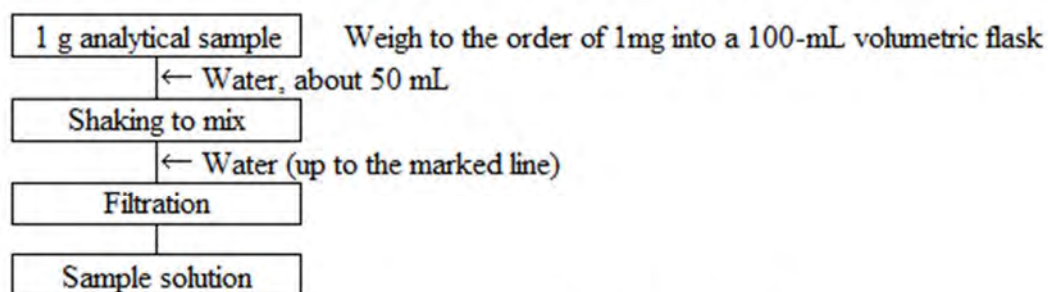 1 g analytical sample Weigh to the order of 1mg into a 100-mL volumetric flask
← Water, about 50 mL
Shaking to mix
← Water (up to the marked line)
Filtration
Sample solution